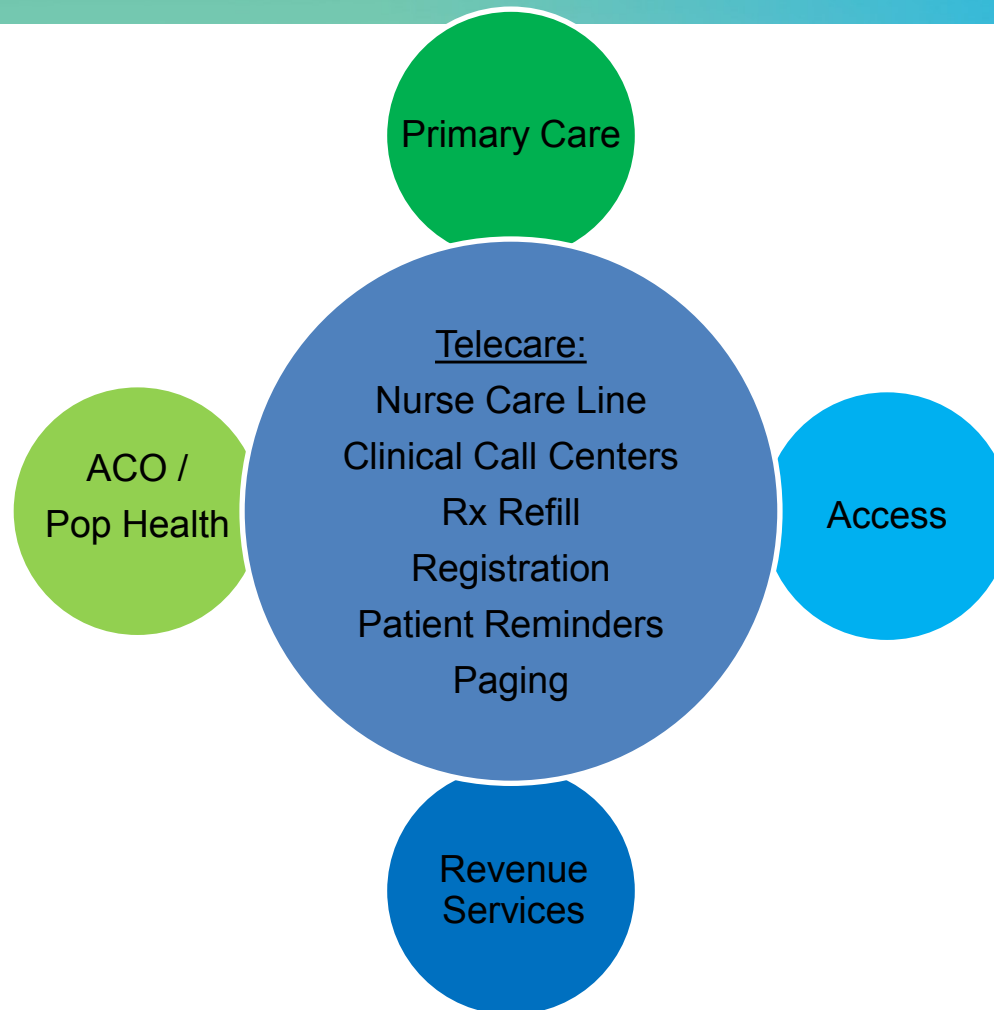 Primary Care
Telecare:
Nurse Care Line
Clinical Call Centers
Rx Refill
Registration
Patient Reminders
Paging
ACO /
Pop Health
Access
Revenue
Services